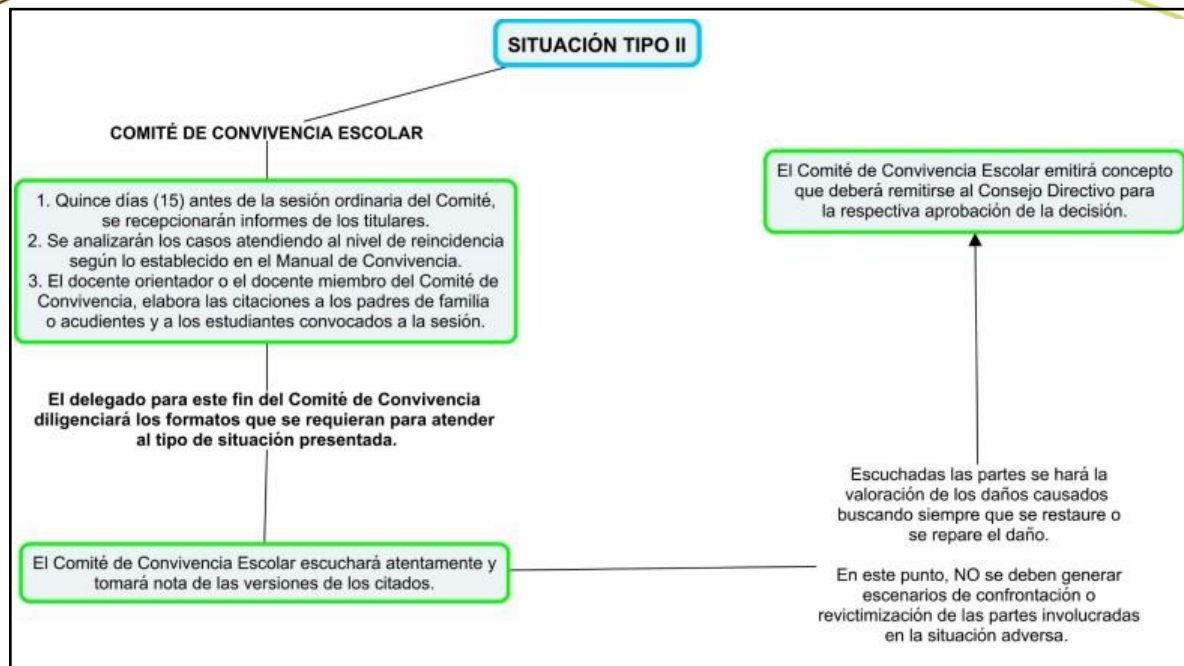 SITUACIÓN TIPO II
COMITÉ DE CONVIVENCIA ESCOLAR
1. Quince días (15) antes de la sesión ordinaria del Comité,
se recepcionarán informes de los titulares.
2. Se analizarán los casos atendiendo al nivel de reincidencia
según lo establecido en el Manual de Convivencia.
3. El docente orientador o el docente miembro del Comité de
Convivencia, elabora las citaciones a los padres de familia
o acudientes y a los estudiantes convocados a la sesión.
El delegado para este fin del Comité de Convivencia
diligenciará los formatos que se requieran para atender
al tipo de situación presentada.
El Comité de Convivencia Escolar escuchará atentamente y
tomará nota de las versiones de los citados.
Escuchadas las partes se hará la
valoración de los daños causados
buscando siempre que se restaure o
se repare el daño.
En este punto, NO se deben generar
escenarios de confrontación o
revictimización de las partes involucradas
en la situación adversa.
El Comité de Convivencia Escolar emitirá concepto
que deberá remitirse al Consejo Directivo para
la respectiva aprobación de la decisión.